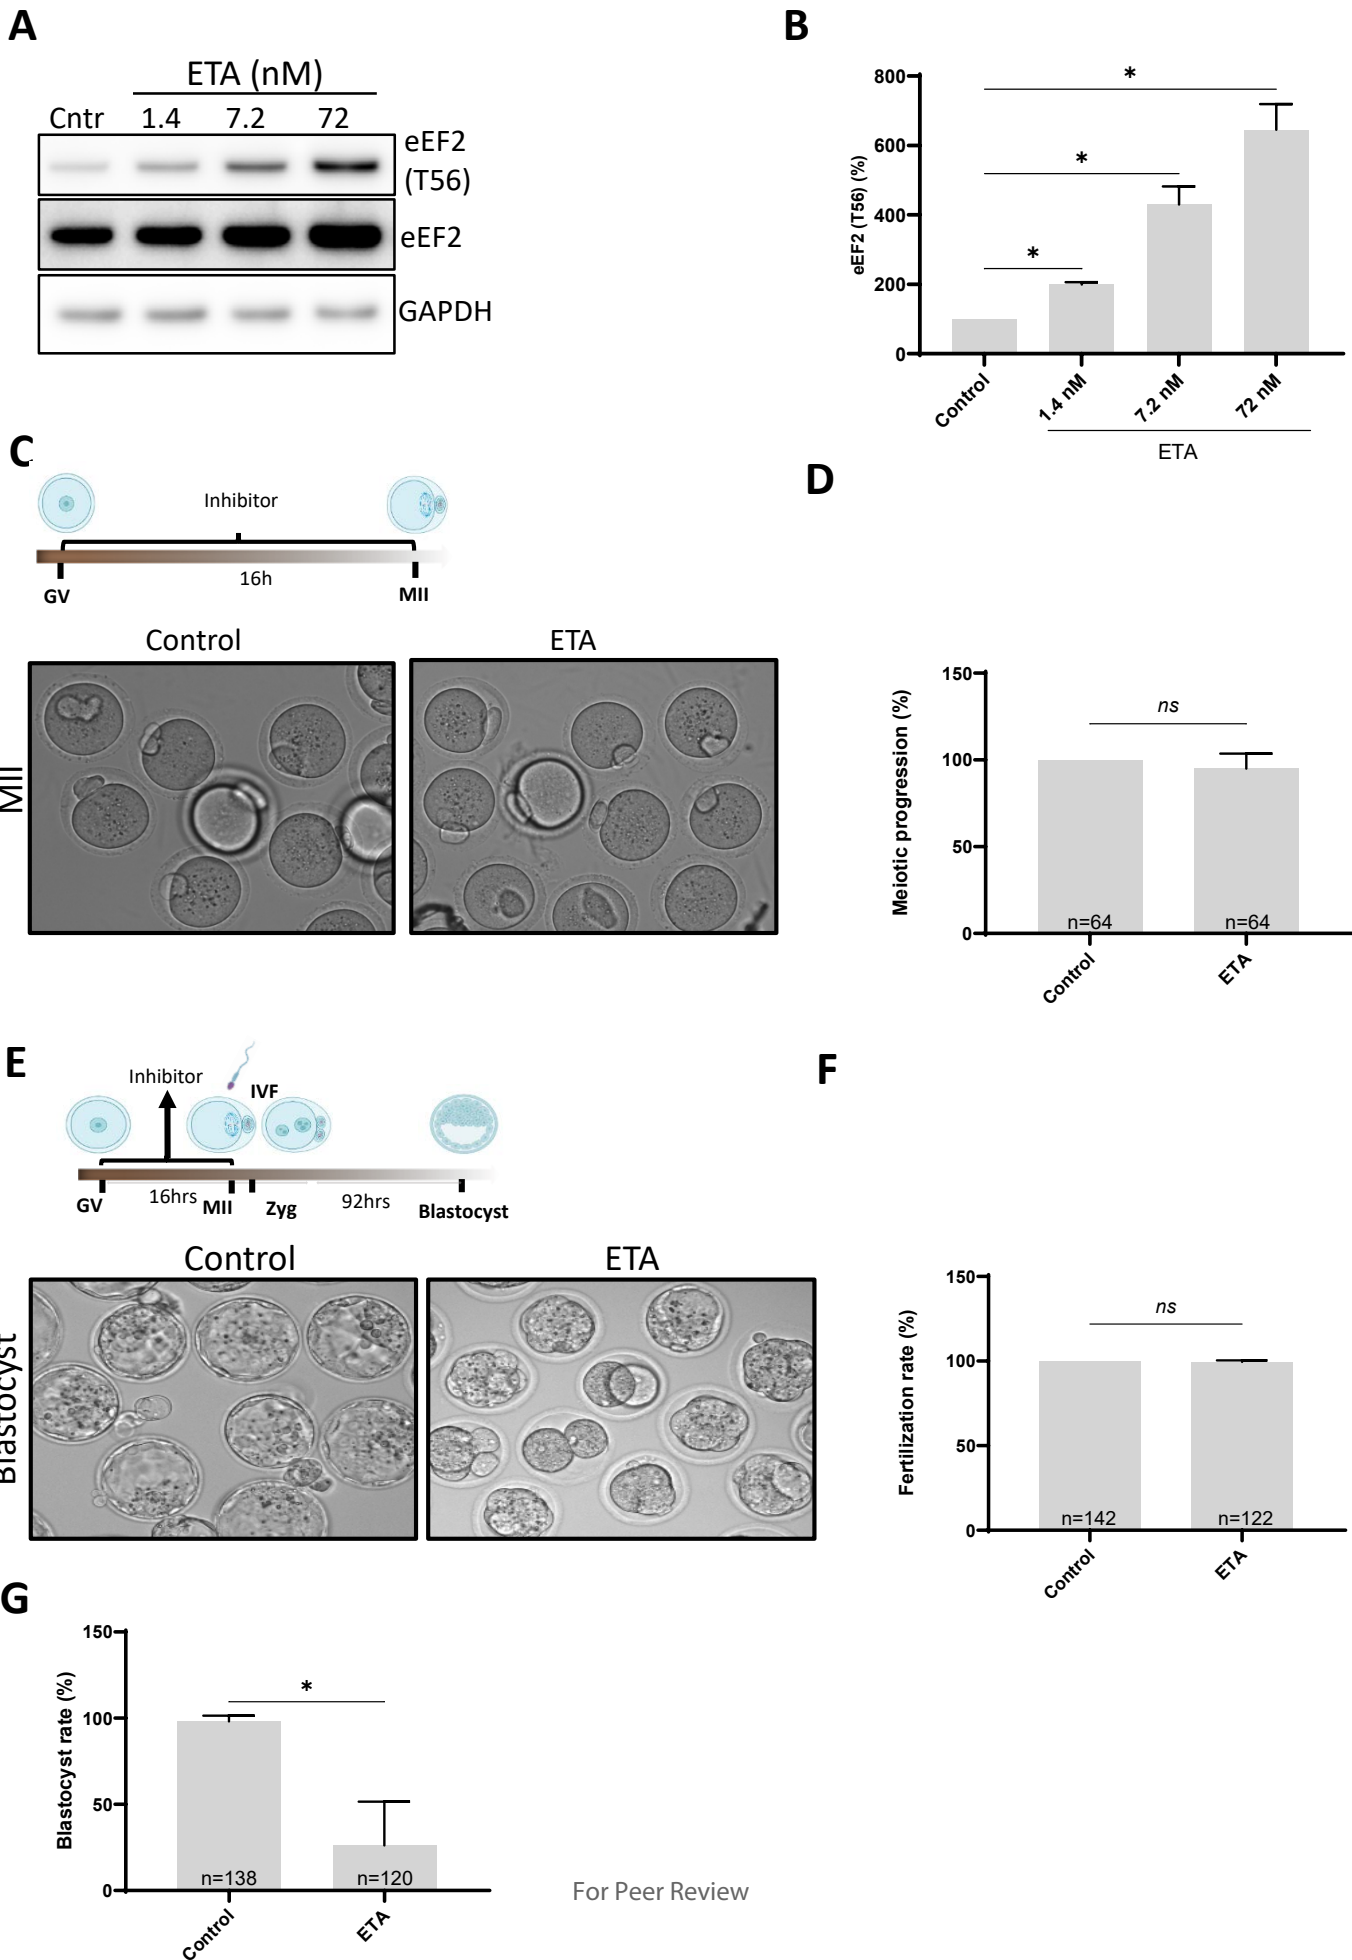 A
ETA (nM)
Cntr 1.4 7.2 72
eEF2
(T56)
eEF2
GAPDH
B
eEF2 (T56) (%)
800
600
400
200
0
*
*
*
Control
1.4 nM
7.2 nM
72 nM
ETA
C
Inhibitor
16h
GV
MII
Control
ETA
MII
D
Meiotic progression (%)
150
100
50
0
ns
n=64
n=64
Control
ETA
E
Inhibitor
IVF
GV
16hrs
MII
Zyg
92hrs
Blastocyst
Control
ETA
Blastocyst
F
Fertilization rate (%)
150
100
50
0
ns
n=142
n=122
Control
ETA
G
Blastocyst rate (%)
150
100
50
0
*
n=138
n=120
Control
ETA
For Peer Review